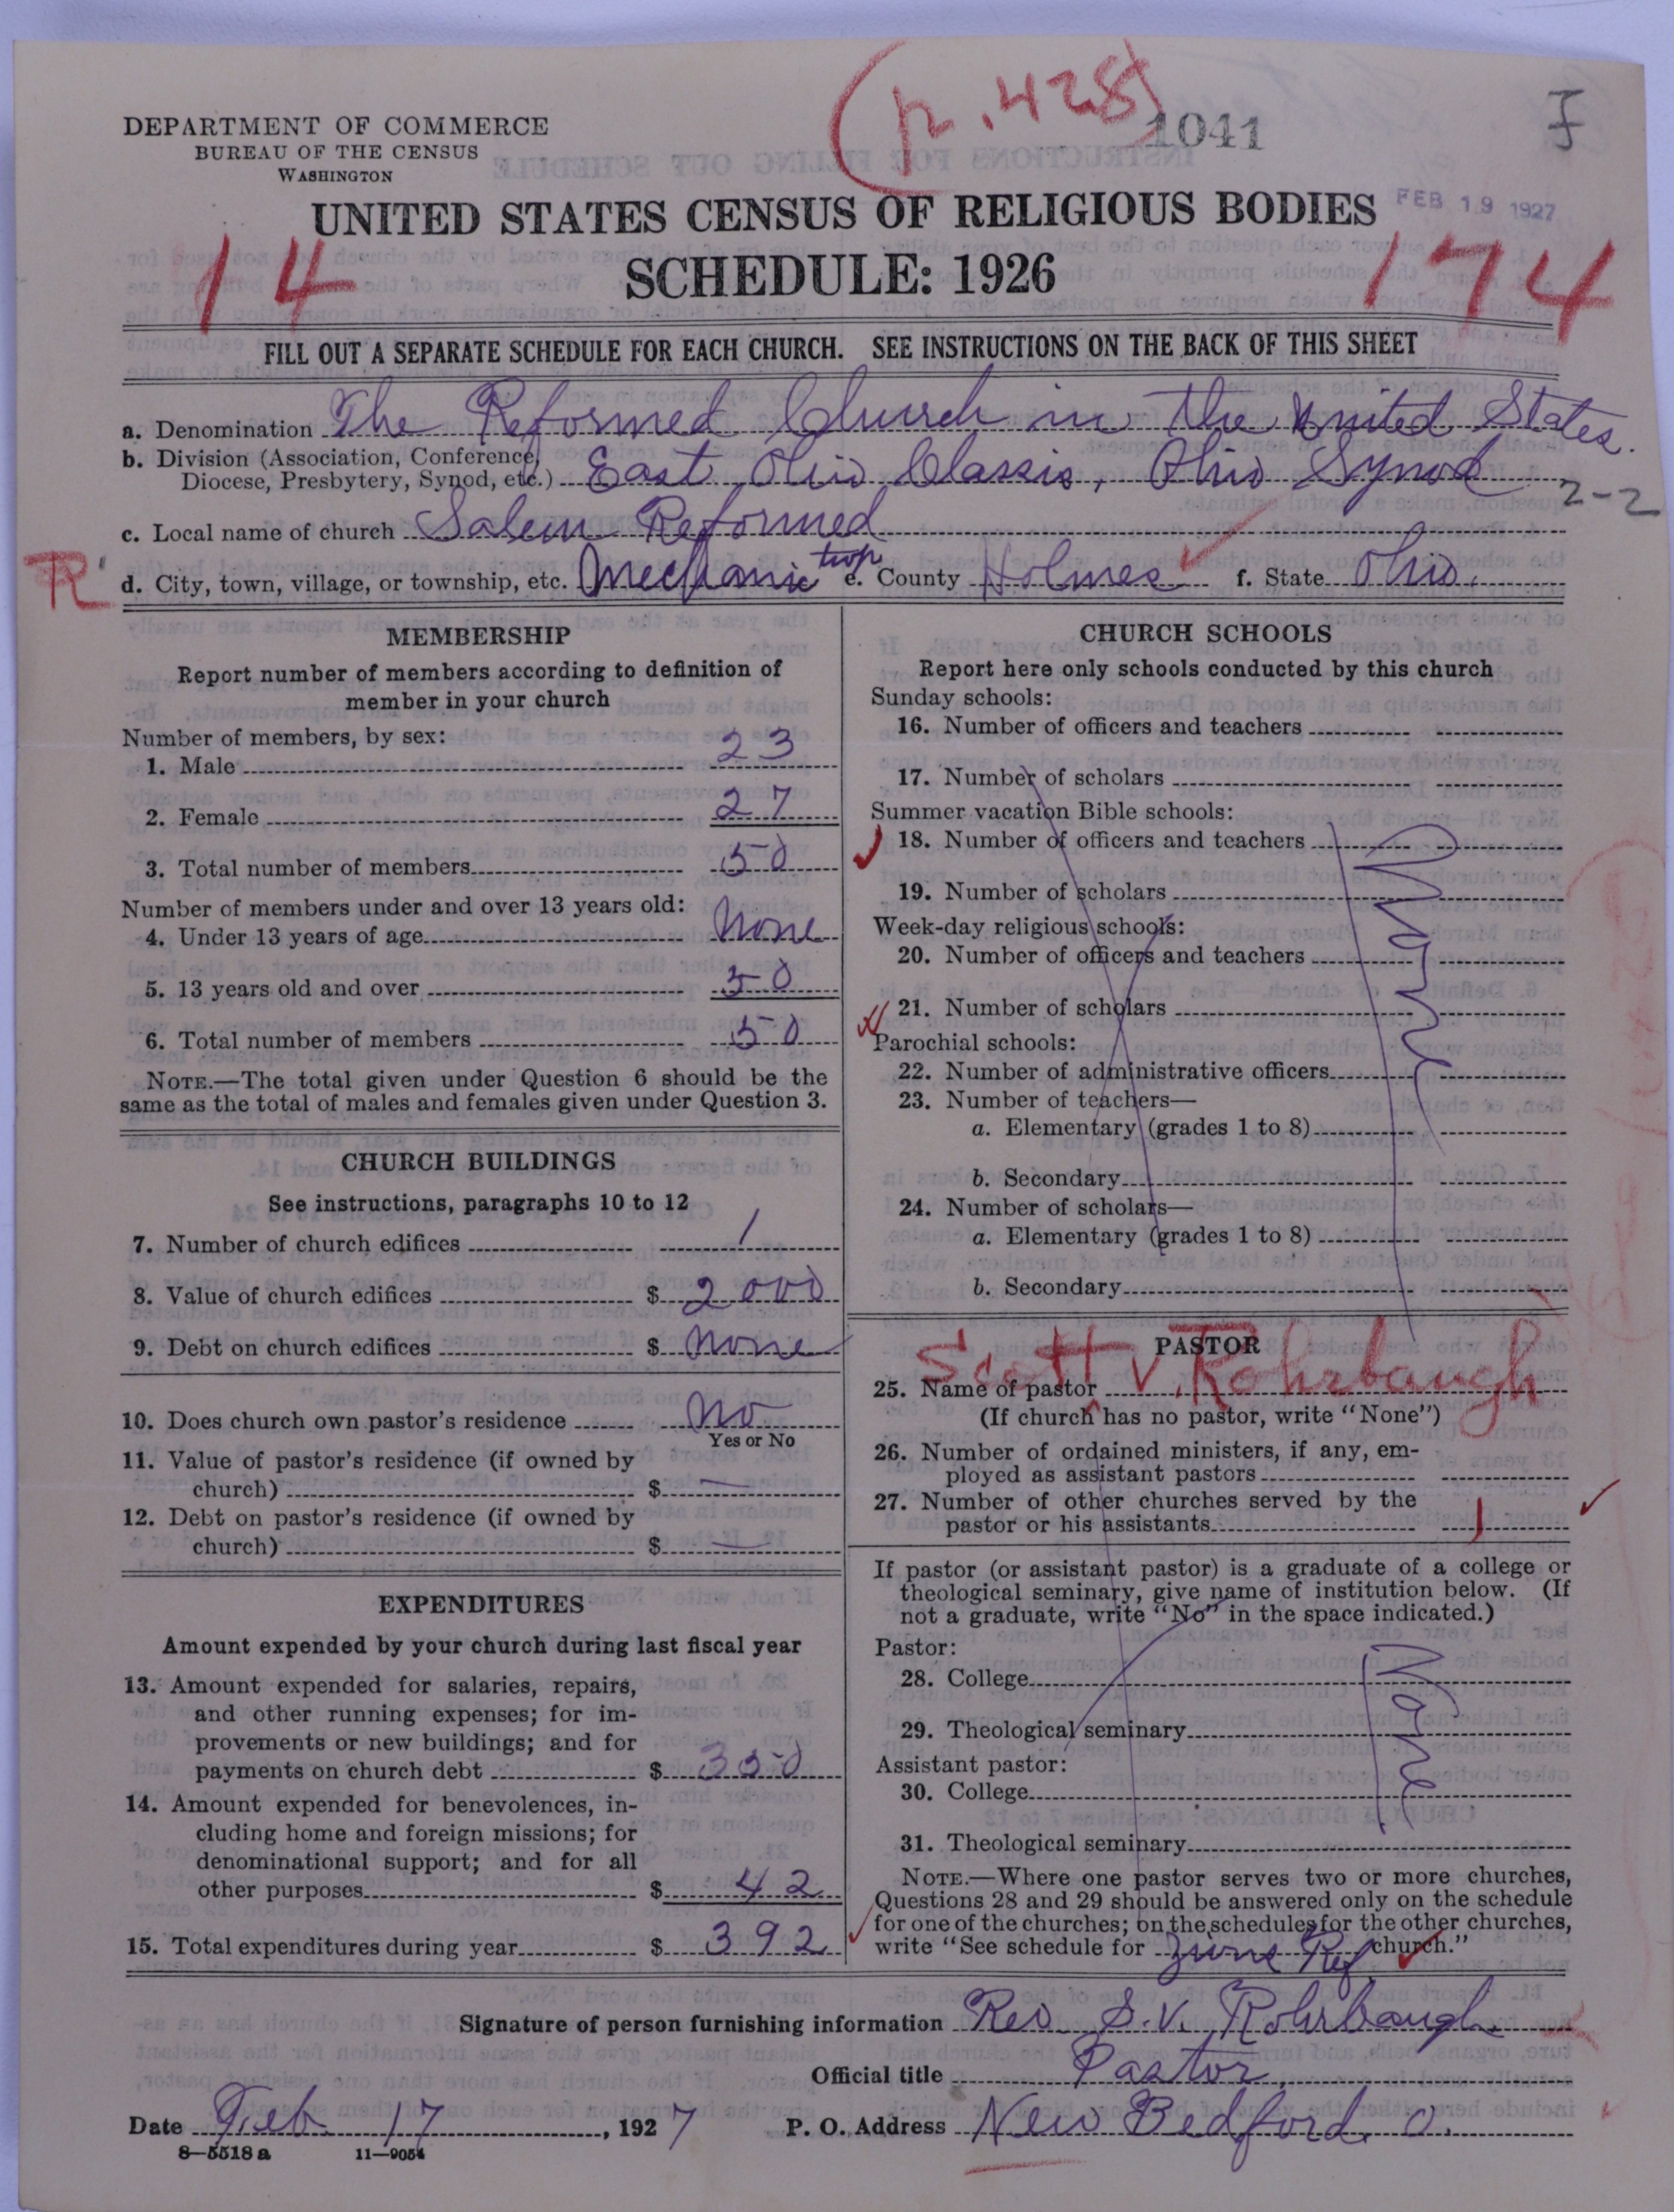 (p. 428)
1041
I
DEPARTMENT OF COMMERCE
BUREAU OF THE CENSUS
WASHINGTON
UNITED STATES CENSUS OF RELIGIOUS BODIES
FEB 19 1927
14
SCHEDULE: 1926
174
FILL OUT A SEPARATE SCHEDULE FOR EACH CHURCH. SEE INSTRUCTIONS ON THE BACK OF THIS SHEET
a. Denomination The Reformed Church in the United States.
b. Division (Association, Conference, Diocese, Presbytery, Synod, etc.) East Ohio Classis, Ohio Synod
2-2
c. Local name of church Salem Reformed
R
d. City, town, village, or township, etc. Mechanic twp e. County Holmes f. State Ohio.
MEMBERSHIP
Report number of members according to definition of
member in your church
Number of members, by sex:
1. Male 23
2. Female 27
3. Total number of members 50
Number of members under and over 13 years old:
4. Under 13 years of age None
5. 13 years old and over 50
6. Total number of members 50
NOTE.—The total given under Question 6 should be the
same as the total of males and females given under Question 3.
CHURCH BUILDINGS
See instructions, paragraphs 10 to 12
7. Number of church edifices 1
8. Value of church edifices $ 2000
9. Debt on church edifices $ None
10. Does church own pastor's residence No
Yes or No
11. Value of pastor's residence (if owned by
church) $ —
12. Debt on pastor's residence (if owned by
church) $ —
EXPENDITURES
Amount expended by your church during last fiscal year
13. Amount expended for salaries, repairs,
and other running expenses; for im-
provements or new buildings; and for
payments on church debt $ 350
14. Amount expended for benevolences, in-
cluding home and foreign missions; for
denominational support; and for all
other purposes $ 42
15. Total expenditures during year $ 392
CHURCH SCHOOLS
Report here only schools conducted by this church
Sunday schools:
16. Number of officers and teachers
17. Number of scholars
Summer vacation Bible schools:
18. Number of officers and teachers
19. Number of scholars
Week-day religious schools:
20. Number of officers and teachers
21. Number of scholars
Parochial schools:
22. Number of administrative officers
23. Number of teachers—
a. Elementary (grades 1 to 8)
b. Secondary
24. Number of scholars—
a. Elementary (grades 1 to 8)
b. Secondary
None
PASTOR
25. Name of pastor Scott V. Rohrbaugh
(If church has no pastor, write "None")
26. Number of ordained ministers, if any, em-
ployed as assistant pastors
27. Number of other churches served by the
pastor or his assistants 1
If pastor (or assistant pastor) is a graduate of a college or
theological seminary, give name of institution below. (If
not a graduate, write "No" in the space indicated.)
Pastor:
28. College
29. Theological seminary
Assistant pastor:
30. College
31. Theological seminary
None
NOTE.—Where one pastor serves two or more churches,
Questions 28 and 29 should be answered only on the schedule
for one of the churches; on the schedules for the other churches,
write "See schedule for Zions Ref church."
Signature of person furnishing information Rev. S. V. Rohrbaugh
Official title Pastor
Date Feb. 17, 1927 P. O. Address New Bedford, O.
8—5518a 11—9054